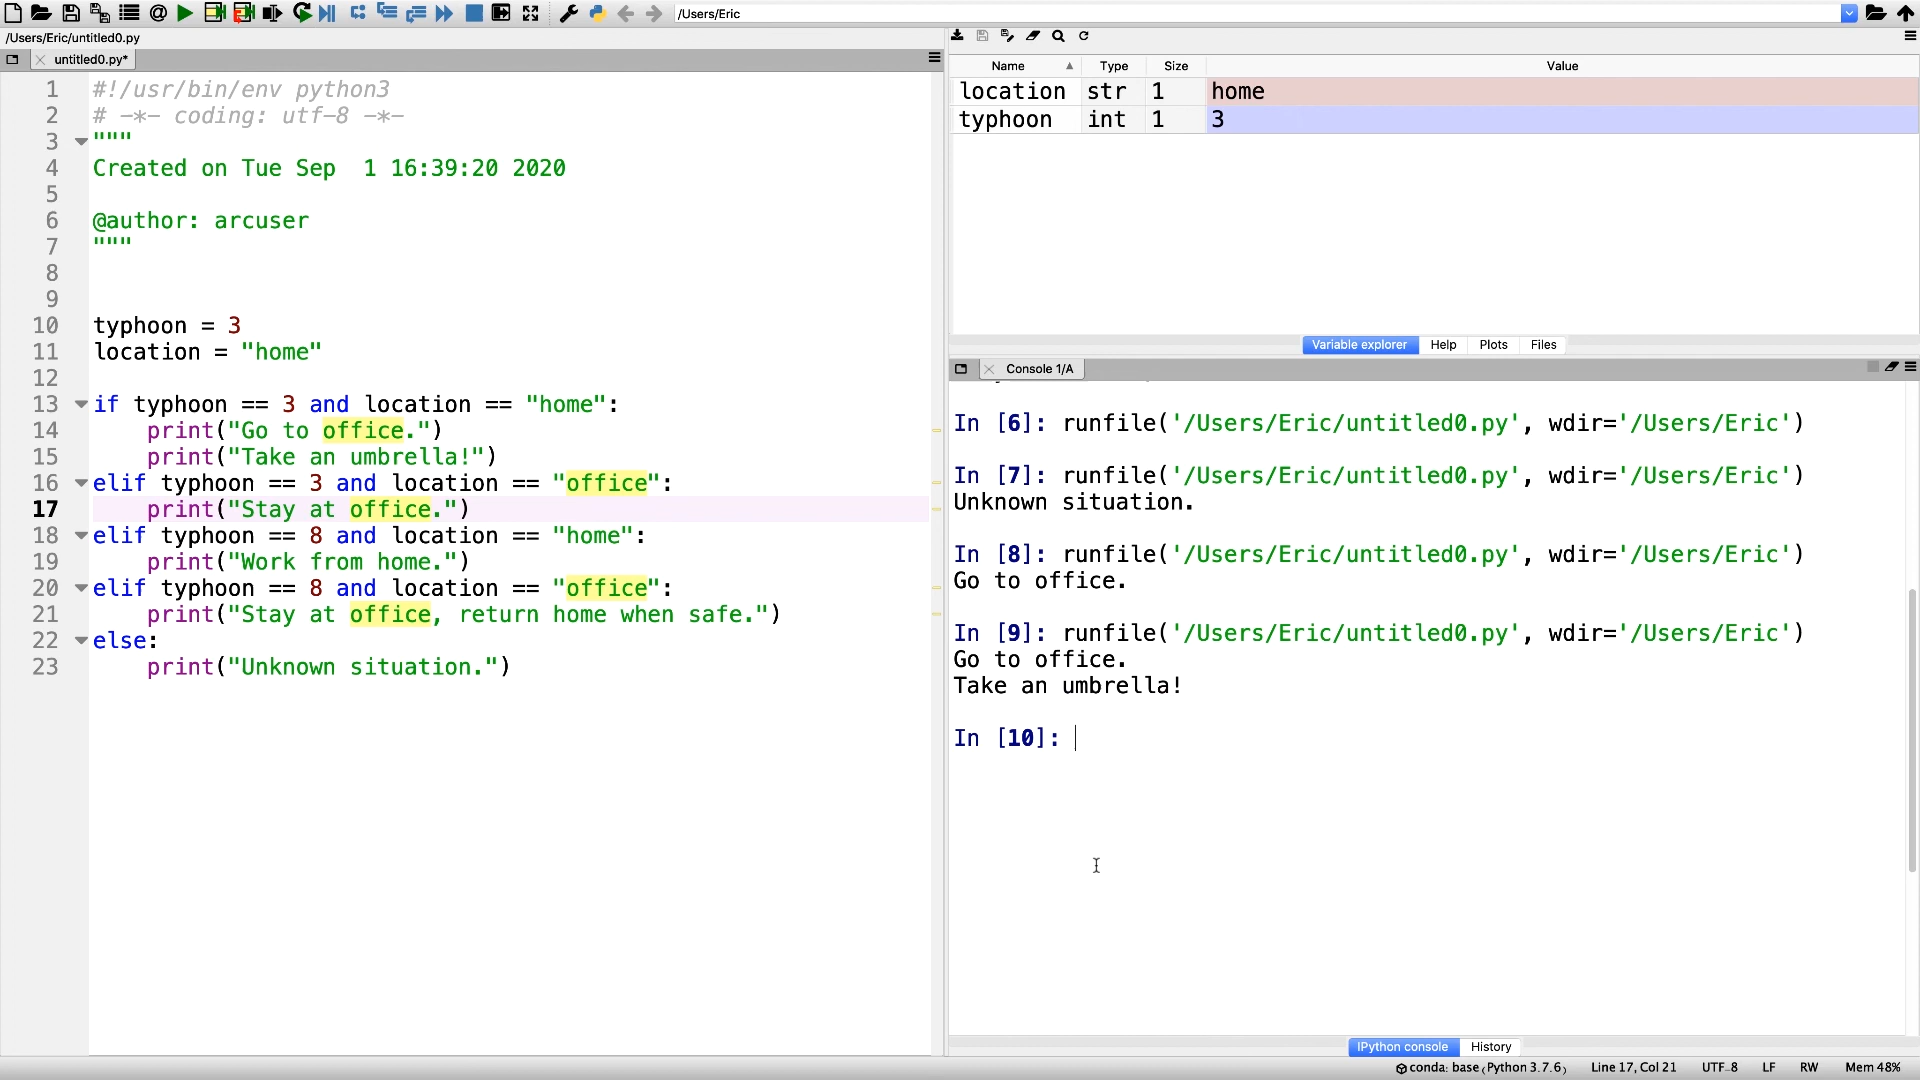 /Users/Eric
/Users/Eric/untitled0.py
untitled0.py*
1 #!/usr/bin/env python3
2 # -*- coding: utf-8 -*-
3 """
4 Created on Tue Sep  1 16:39:20 2020
5
6 @author: arcuser
7 """
8
9
10 typhoon = 3
11 location = "home"
12
13 if typhoon == 3 and location == "home":
14     print("Go to office.")
15     print("Take an umbrella!")
16 elif typhoon == 3 and location == "office":
17     print("Stay at office.")
18 elif typhoon == 8 and location == "home":
19     print("Work from home.")
20 elif typhoon == 8 and location == "office":
21     print("Stay at office, return home when safe.")
22 else:
23     print("Unknown situation.")
Name Type Size Value
location str 1 home
typhoon int 1 3
Variable explorer Help Plots Files
Console 1/A
In [6]: runfile('/Users/Eric/untitled0.py', wdir='/Users/Eric')
In [7]: runfile('/Users/Eric/untitled0.py', wdir='/Users/Eric')
Unknown situation.
In [8]: runfile('/Users/Eric/untitled0.py', wdir='/Users/Eric')
Go to office.
In [9]: runfile('/Users/Eric/untitled0.py', wdir='/Users/Eric')
Go to office.
Take an umbrella!
In [10]:
IPython console History
conda: base (Python 3.7.6) Line 17, Col 21 UTF-8 LF RW Mem 48%